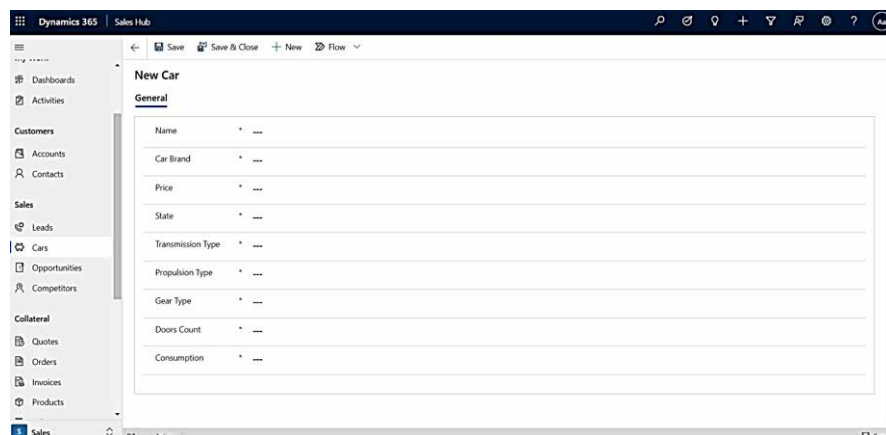 Dynamics 365 Sales Hub
Save Save & Close New Flow
Dashboards
Activities
Customers
Accounts
Contacts
Sales
Leads
Cars
Opportunities
Competitors
Collateral
Quotes
Orders
Invoices
Products
S Sales
New Car
General
Name * ---
Car Brand * ---
Price * ---
State * ---
Transmission Type * ---
Propulsion Type * ---
Gear Type * ---
Doors Count * ---
Consumption * ---